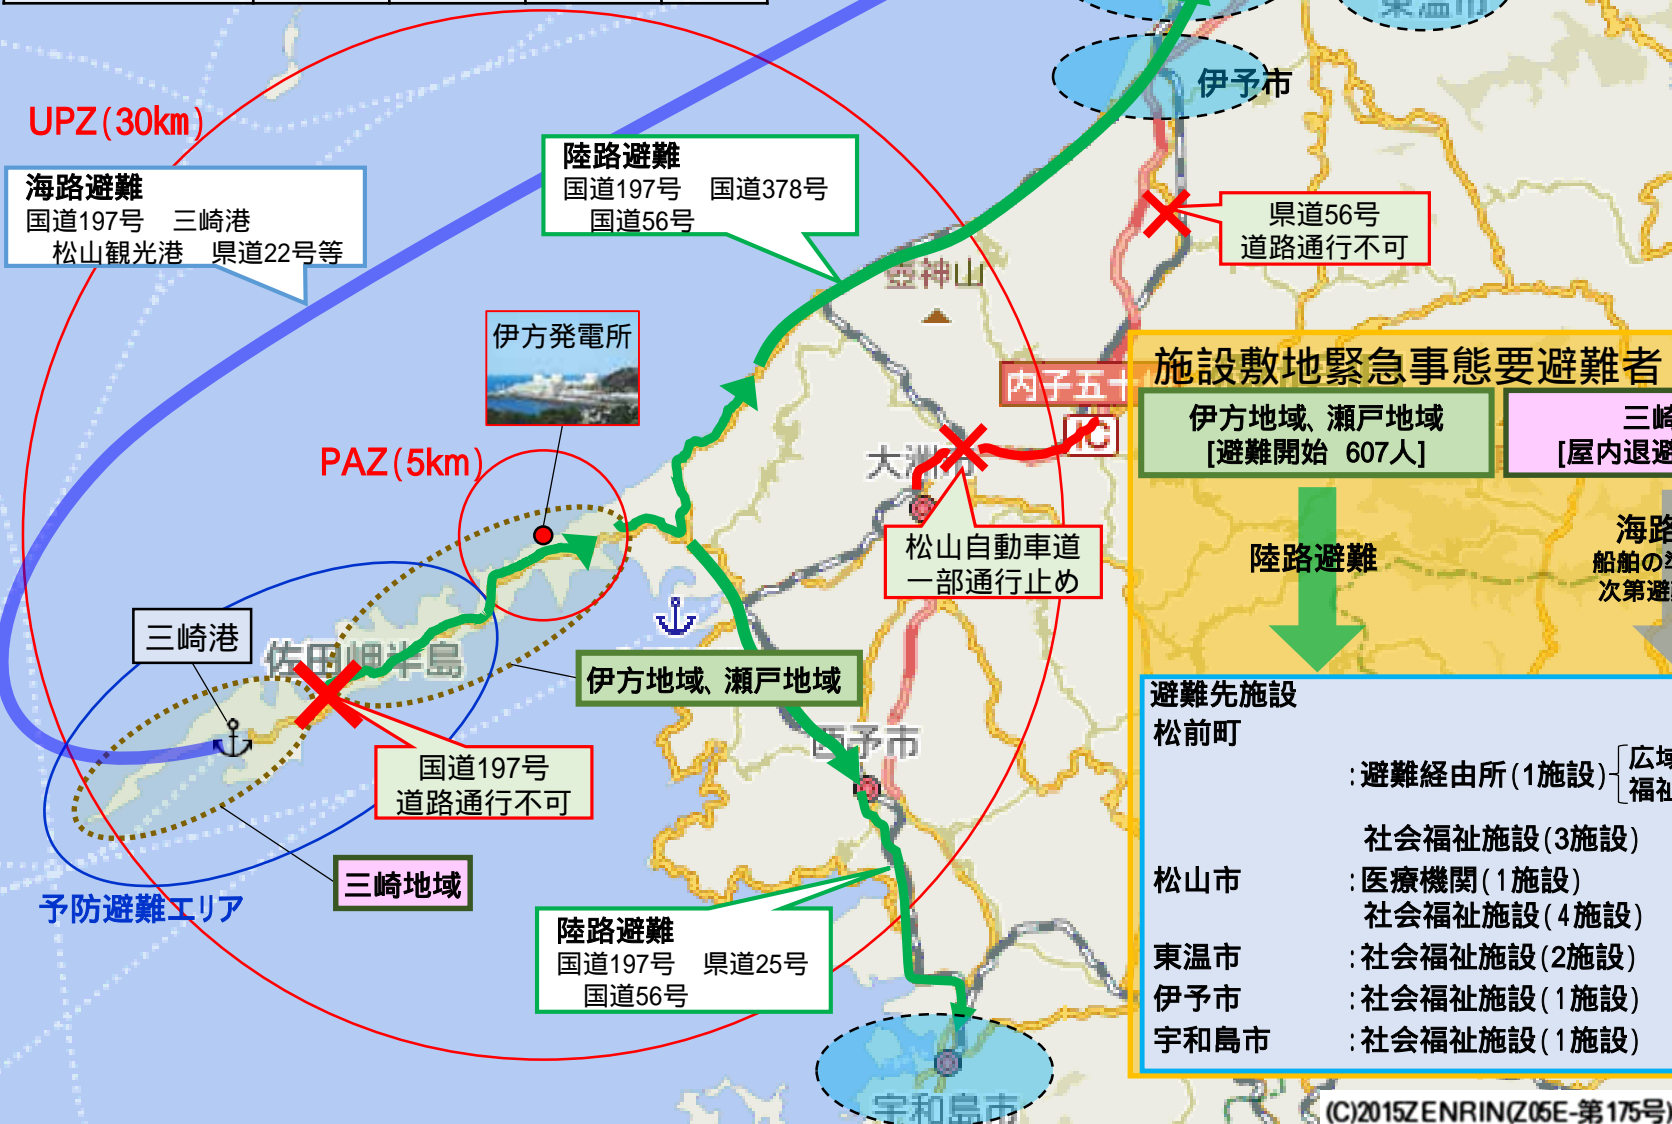 東温市
伊予市
UPZ(30km)
海路避難
国道197号　三崎港
松山観光港　県道22号等
陸路避難
国道197号　国道378号
国道56号
県道56号
道路通行不可
壺神山
伊方発電所
PAZ(5km)
内子五十
IC
大洲市
松山自動車道
一部通行止め
施設敷地緊急事態要避難者
伊方地域、瀬戸地域
[避難開始　607人]
三崎
[屋内退避
陸路避難
海路
船舶の準
次第避難
三崎港
佐田岬半島
伊方地域、瀬戸地域
西予市
国道197号
道路通行不可
三崎地域
予防避難エリア
陸路避難
国道197号　県道25号
国道56号
宇和島市
避難先施設
松前町
：避難経由所(1施設)
広域
福祉
社会福祉施設(3施設)
松山市　：医療機関(1施設)
社会福祉施設(4施設)
東温市　：社会福祉施設(2施設)
伊予市　：社会福祉施設(1施設)
宇和島市　：社会福祉施設(1施設)
(C)2015ZENRIN(Z05E-第175号)